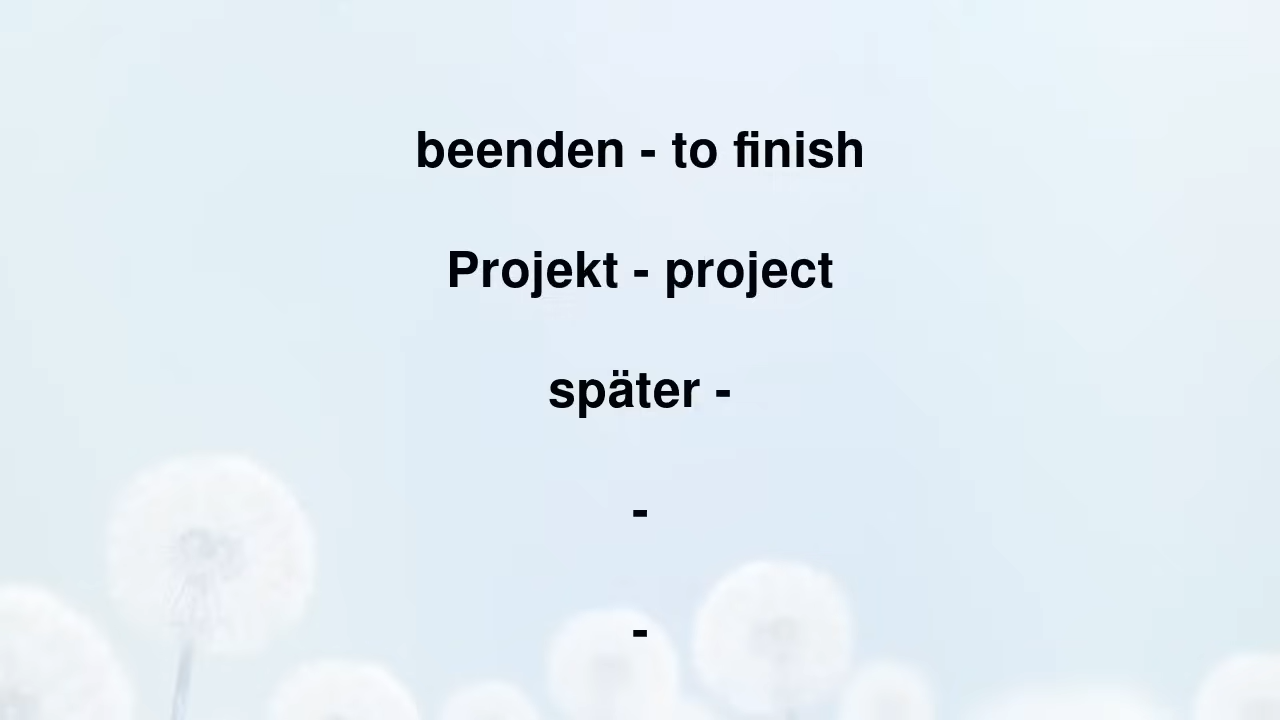 beenden - to finish
Projekt - project
später -
-
-